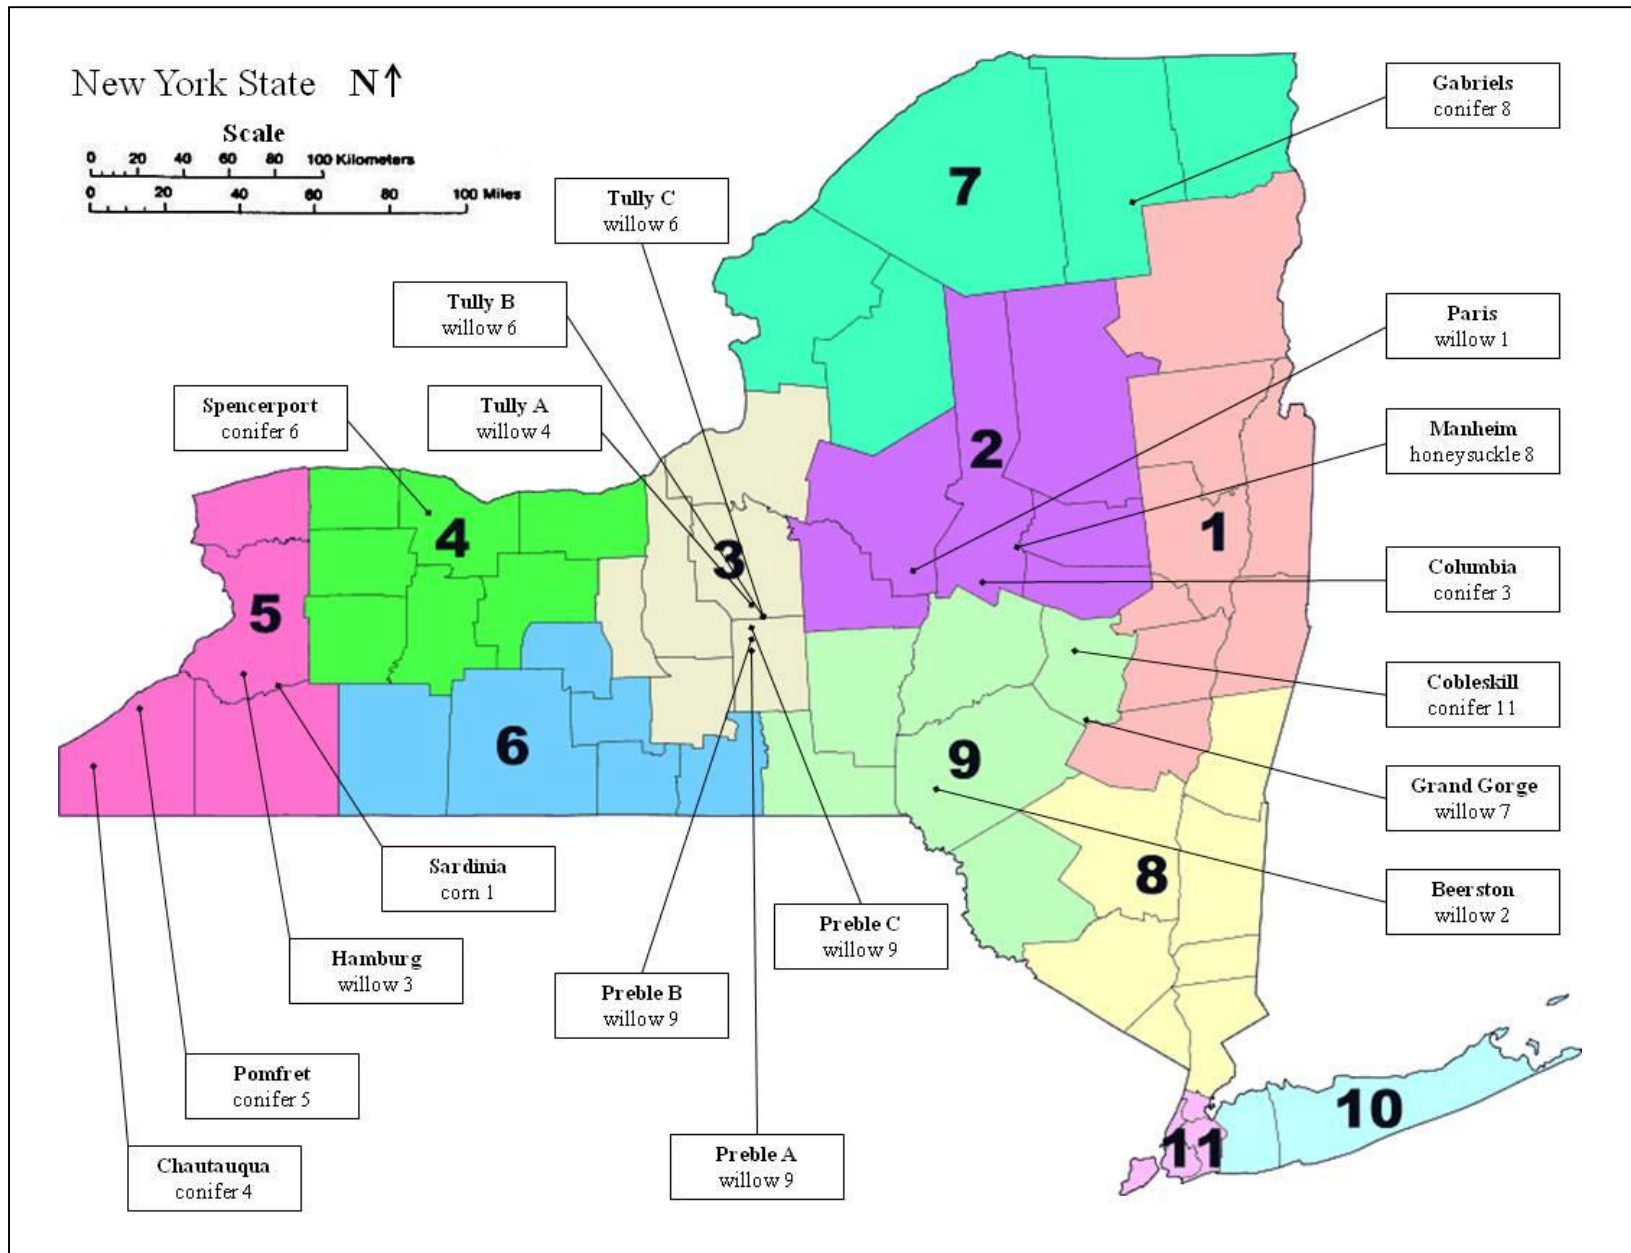 New York State N↑
Scale
0 20 40 60 80 100 Kilometers
0 20 40 60 80 100 Miles
Gabriels
conifer 8
Tully C
willow 6
Tully B
willow 6
Paris
willow 1
Spencerport
conifer 6
Tully A
willow 4
Manheim
honeysuckle 8
Columbia
conifer 3
Cobleskill
conifer 11
Grand Gorge
willow 7
Beerston
willow 2
Sardinia
corn 1
Preble C
willow 9
Hamburg
willow 3
Preble B
willow 9
Pomfret
conifer 5
Preble A
willow 9
Chautauqua
conifer 4
7
2
4
3
1
5
6
9
8
10
11